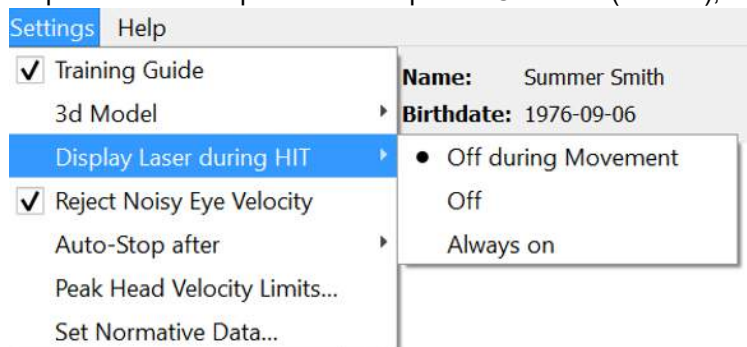 Settings Help
Training Guide
3d Model
Display Laser during HIT
Reject Noisy Eye Velocity
Auto-Stop after
Peak Head Velocity Limits...
Set Normative Data...
Name: Summer Smith
Birthdate: 1976-09-06
Off during Movement
Off
Always on